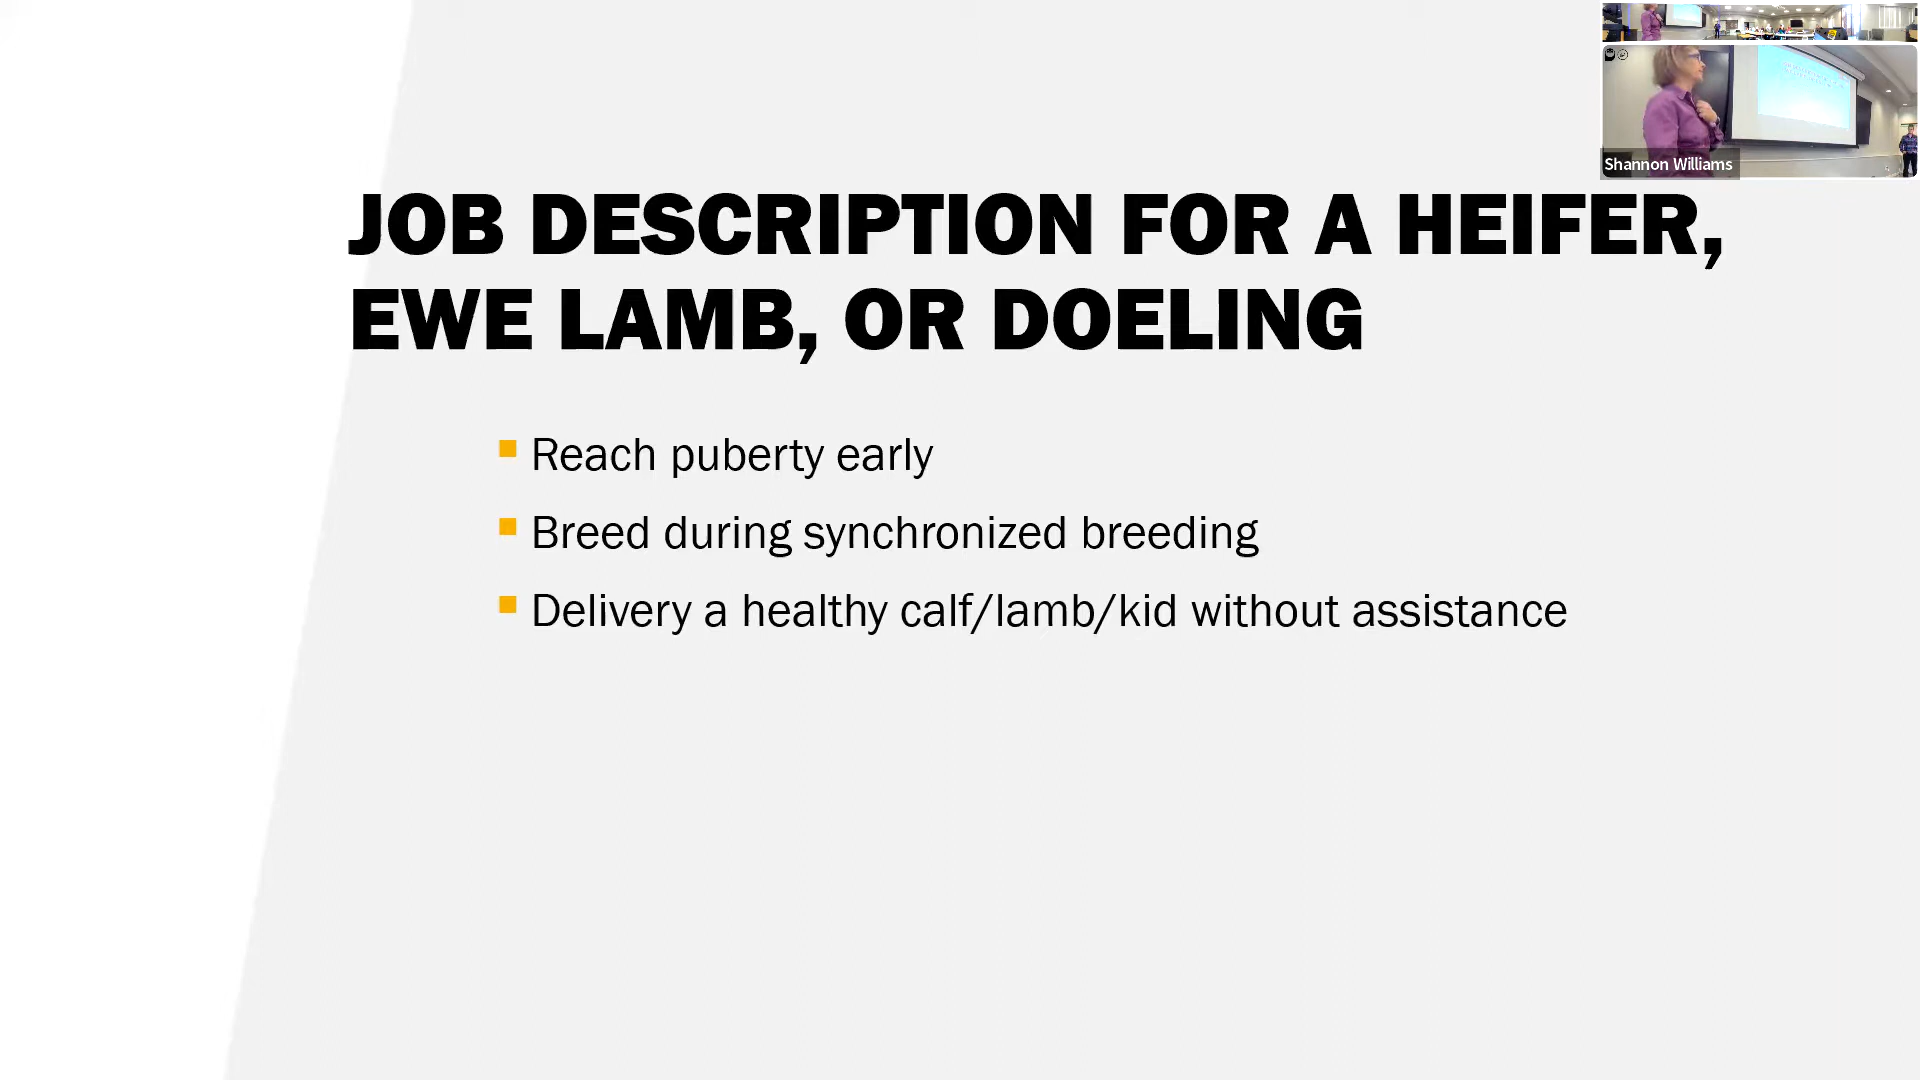 Shannon Williams
JOB DESCRIPTION FOR A HEIFER,
EWE LAMB, OR DOELING
Reach puberty early
Breed during synchronized breeding
Delivery a healthy calf/lamb/kid without assistance